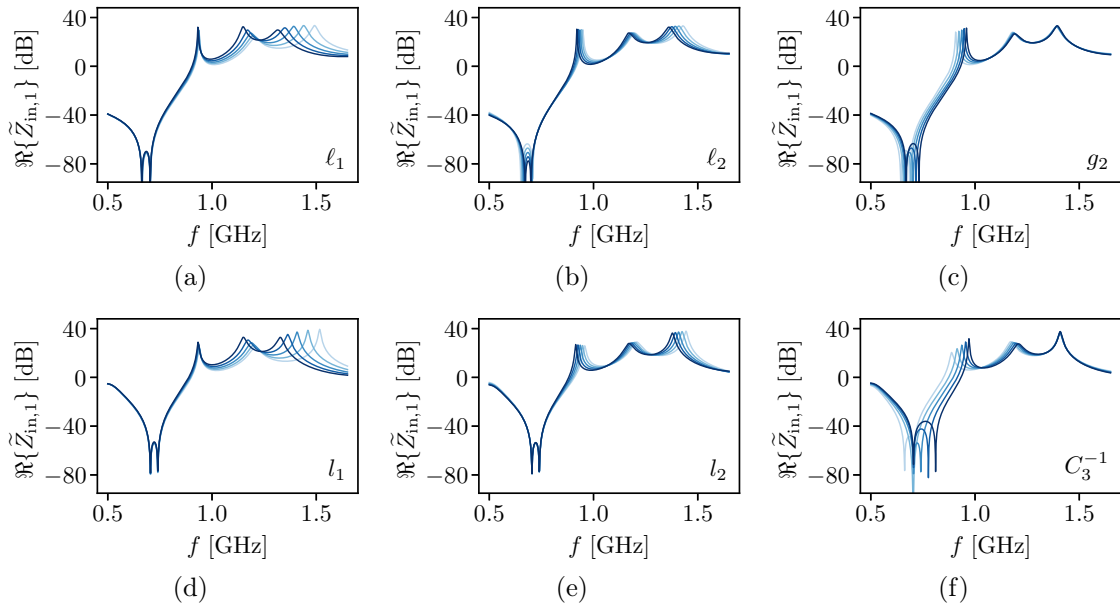 40
0
−40
−80
ℜ{Z̃in,1} [dB]
ℓ1
0.5 1.0 1.5
f [GHz]
(a)
40
0
−40
−80
ℜ{Z̃in,1} [dB]
ℓ2
0.5 1.0 1.5
f [GHz]
(b)
40
0
−40
−80
ℜ{Z̃in,1} [dB]
g2
0.5 1.0 1.5
f [GHz]
(c)
40
0
−40
−80
ℜ{Z̃in,1} [dB]
l1
0.5 1.0 1.5
f [GHz]
(d)
40
0
−40
−80
ℜ{Z̃in,1} [dB]
l2
0.5 1.0 1.5
f [GHz]
(e)
40
0
−40
−80
ℜ{Z̃in,1} [dB]
C3−1
0.5 1.0 1.5
f [GHz]
(f)